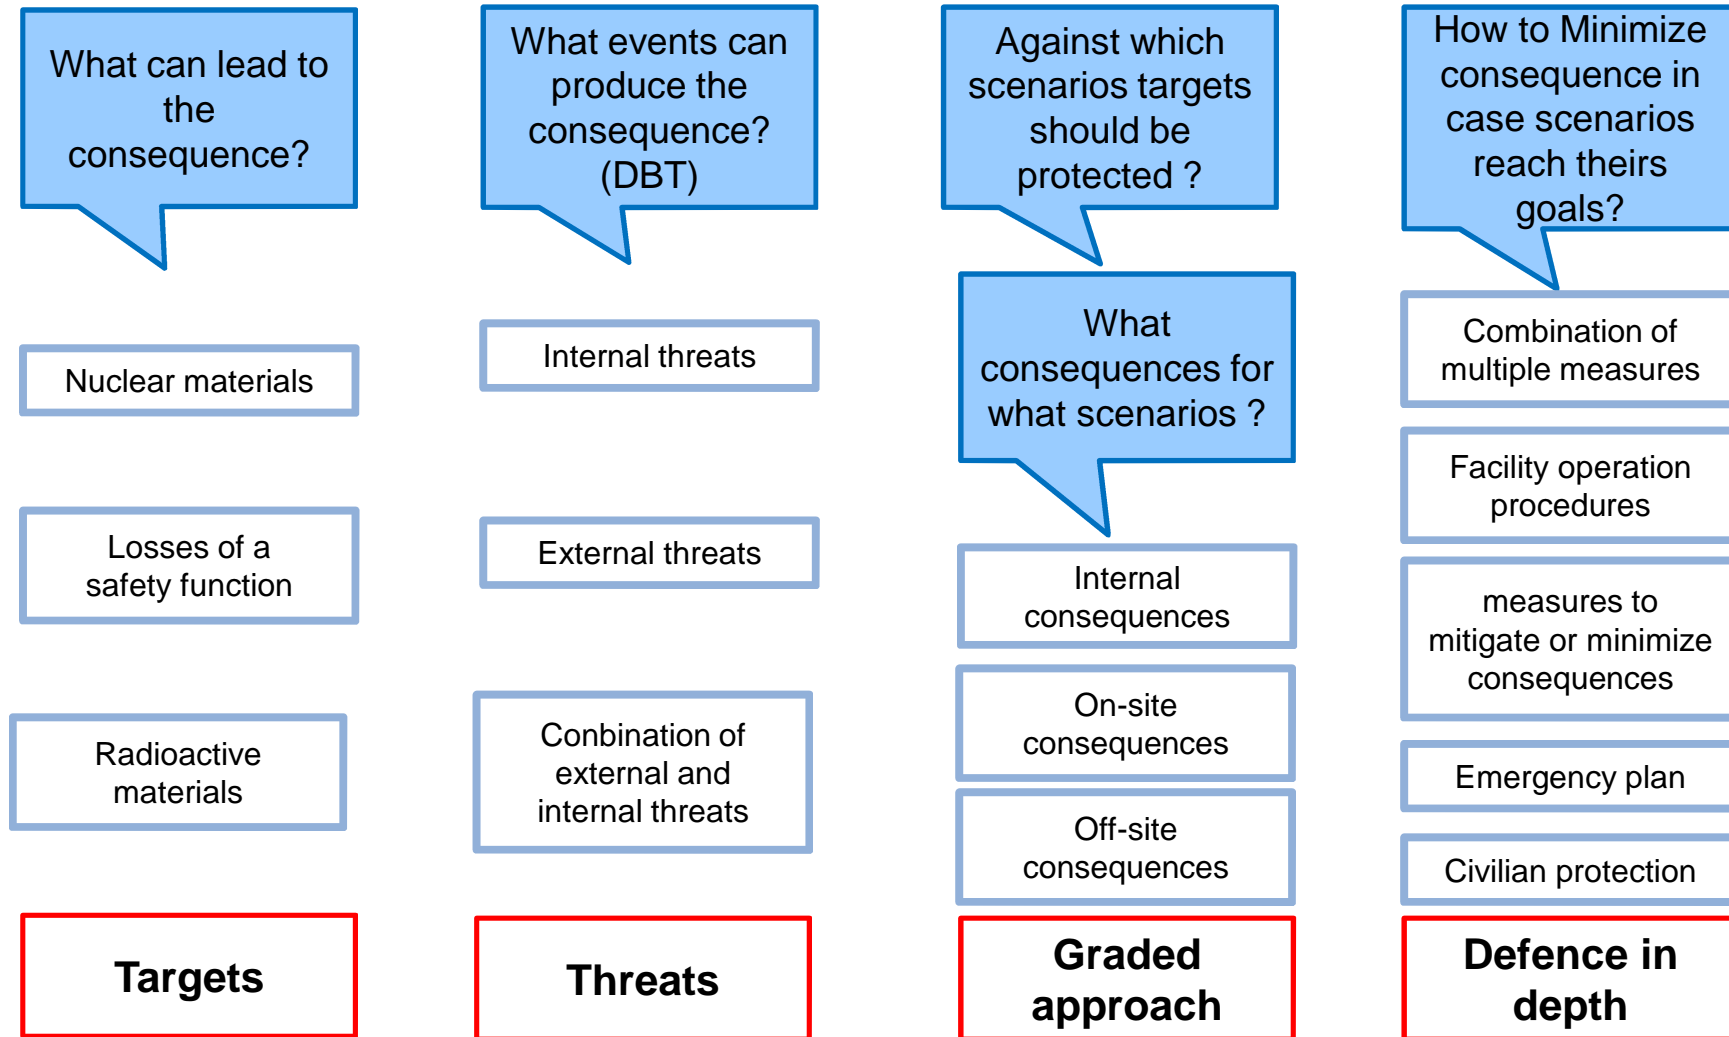 What can lead to
the
consequence?
Nuclear materials
Losses of a
safety function
Radioactive
materials
Targets
What events can
produce the
consequence?
(DBT)
Internal threats
External threats
Conbination of
external and
internal threats
Threats
Against which
scenarios targets
should be
protected ?
What
consequences for
what scenarios ?
Internal
consequences
On-site
consequences
Off-site
consequences
Graded
approach
How to Minimize
consequence in
case scenarios
reach theirs
goals?
Combination of
multiple measures
Facility operation
procedures
measures to
mitigate or minimize
consequences
Emergency plan
Civilian protection
Defence in
depth